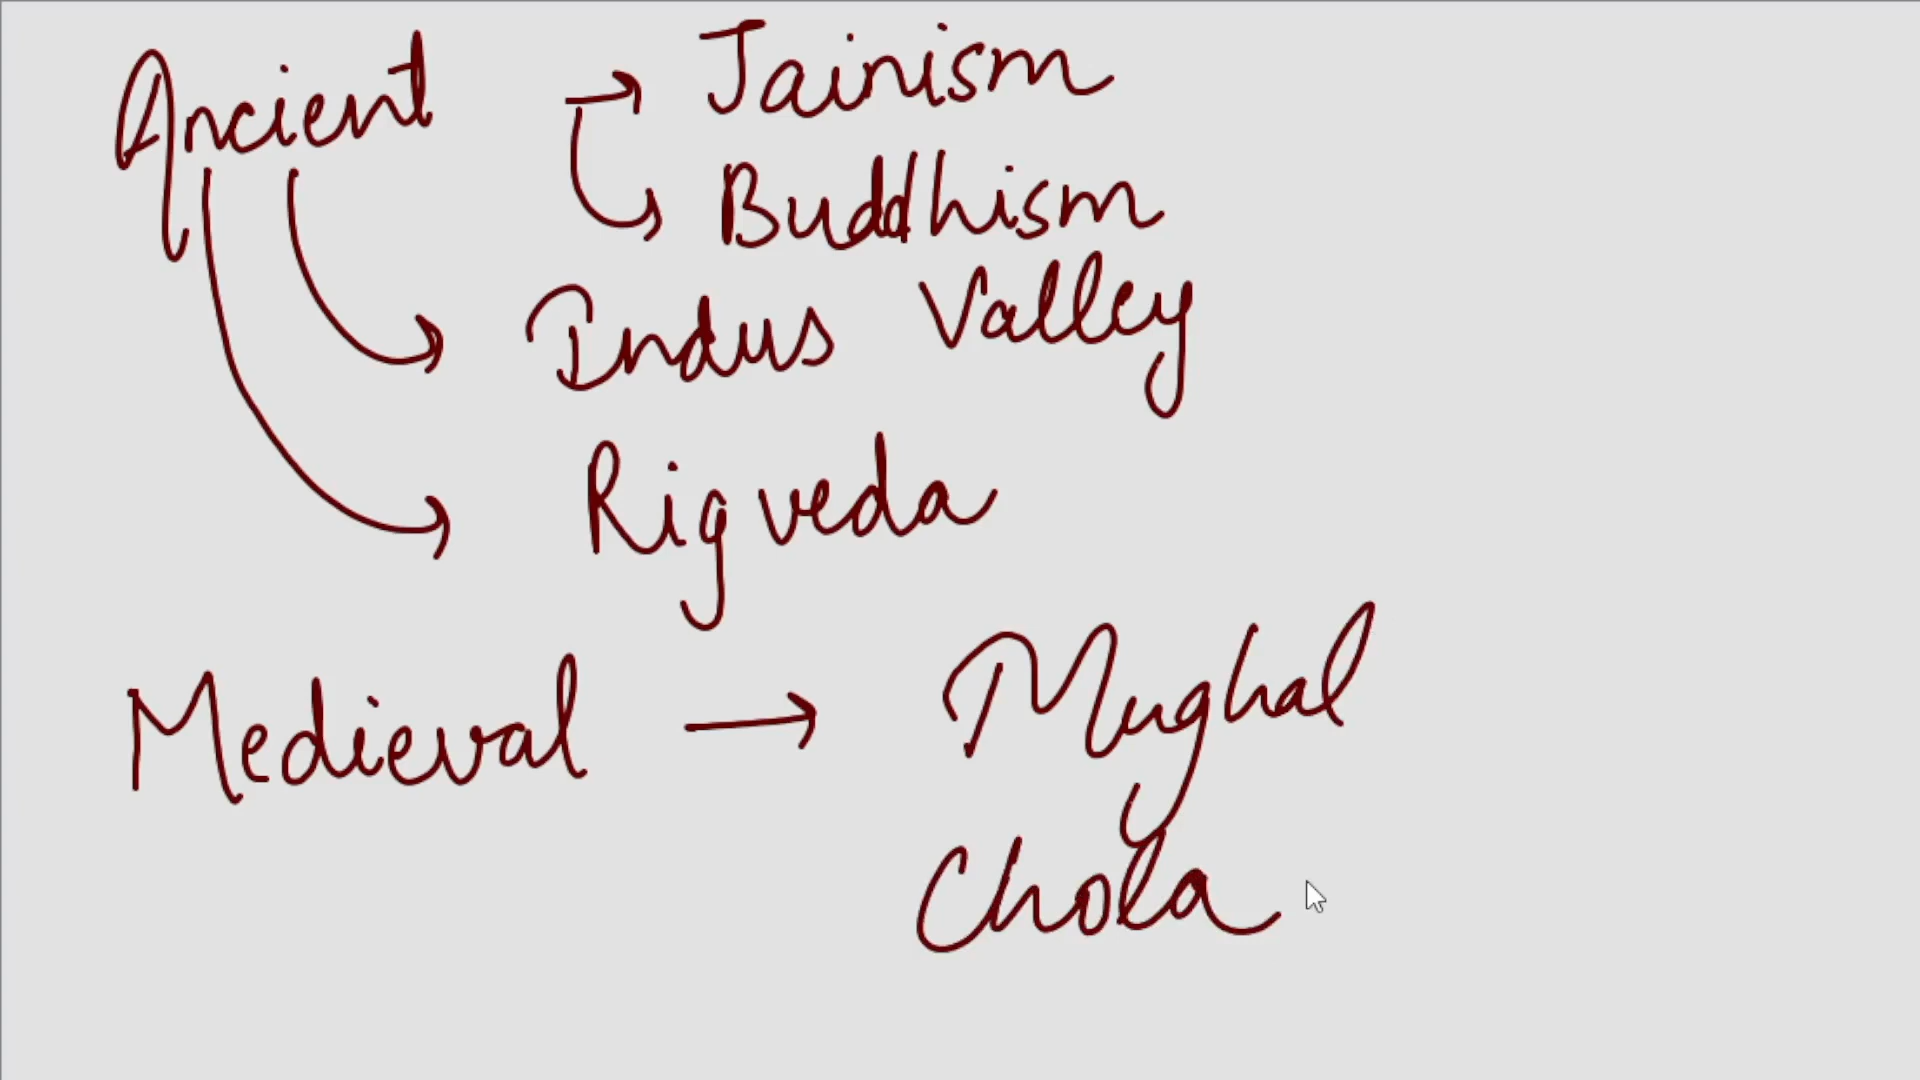 Ancient → Jainism
Buddhism
Indus Valley
Rigveda
Medieval → Mughal
Chola